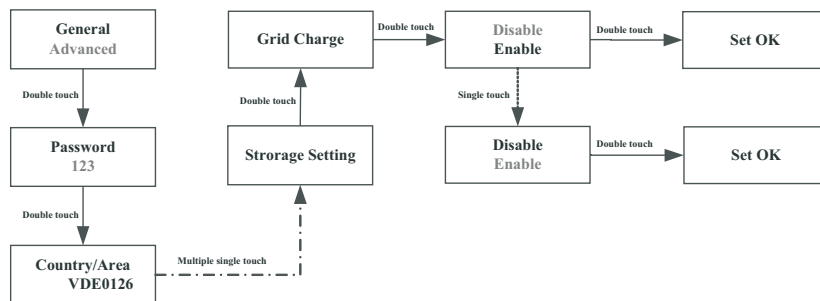 General
Advanced
Double touch
Password
123
Double touch
Country/Area
VDE0126
Multiple single touch
Strorage Setting
Double touch
Grid Charge
Double touch
Disable
Enable
Double touch
Set OK
Single touch
Disable
Enable
Double touch
Set OK